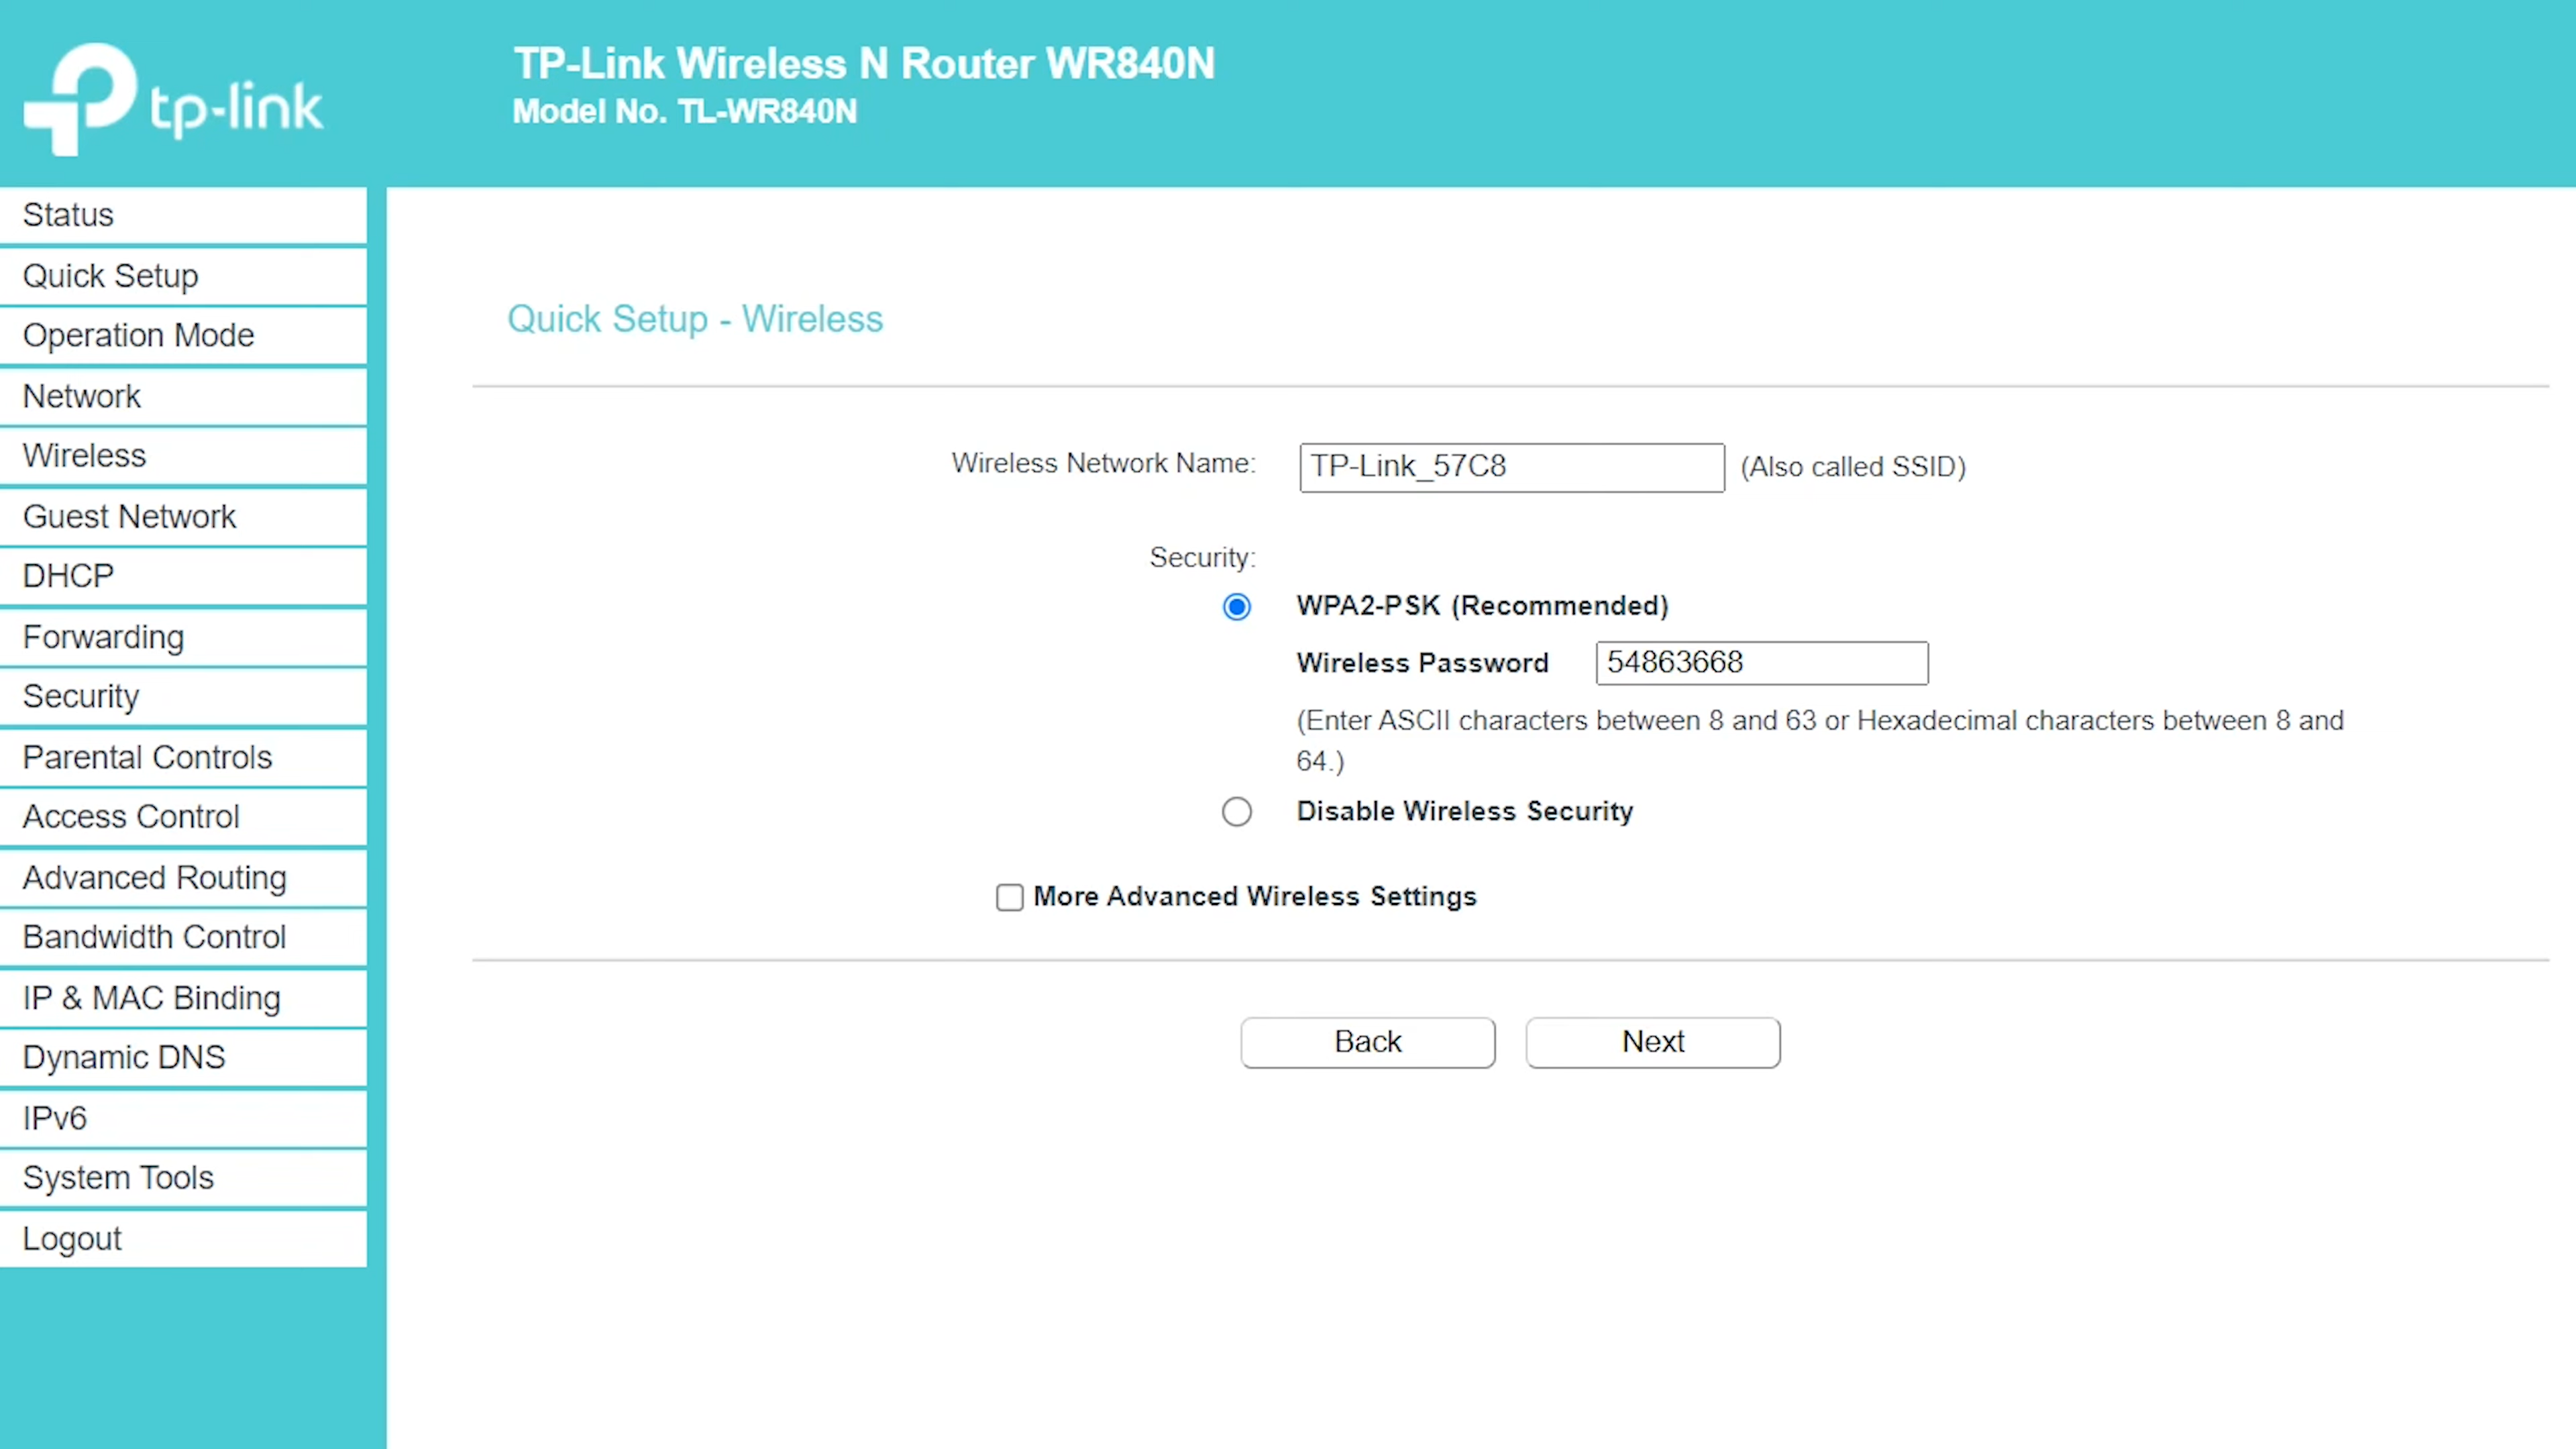 tp-link
TP-Link Wireless N Router WR840N
Model No. TL-WR840N
Status
Quick Setup
Operation Mode
Network
Wireless
Guest Network
DHCP
Forwarding
Security
Parental Controls
Access Control
Advanced Routing
Bandwidth Control
IP & MAC Binding
Dynamic DNS
IPv6
System Tools
Logout
Quick Setup - Wireless
Wireless Network Name: TP-Link_57C8 (Also called SSID)
Security:
WPA2-PSK (Recommended)
Wireless Password 54863668
(Enter ASCII characters between 8 and 63 or Hexadecimal characters between 8 and
64.)
Disable Wireless Security
More Advanced Wireless Settings
Back Next